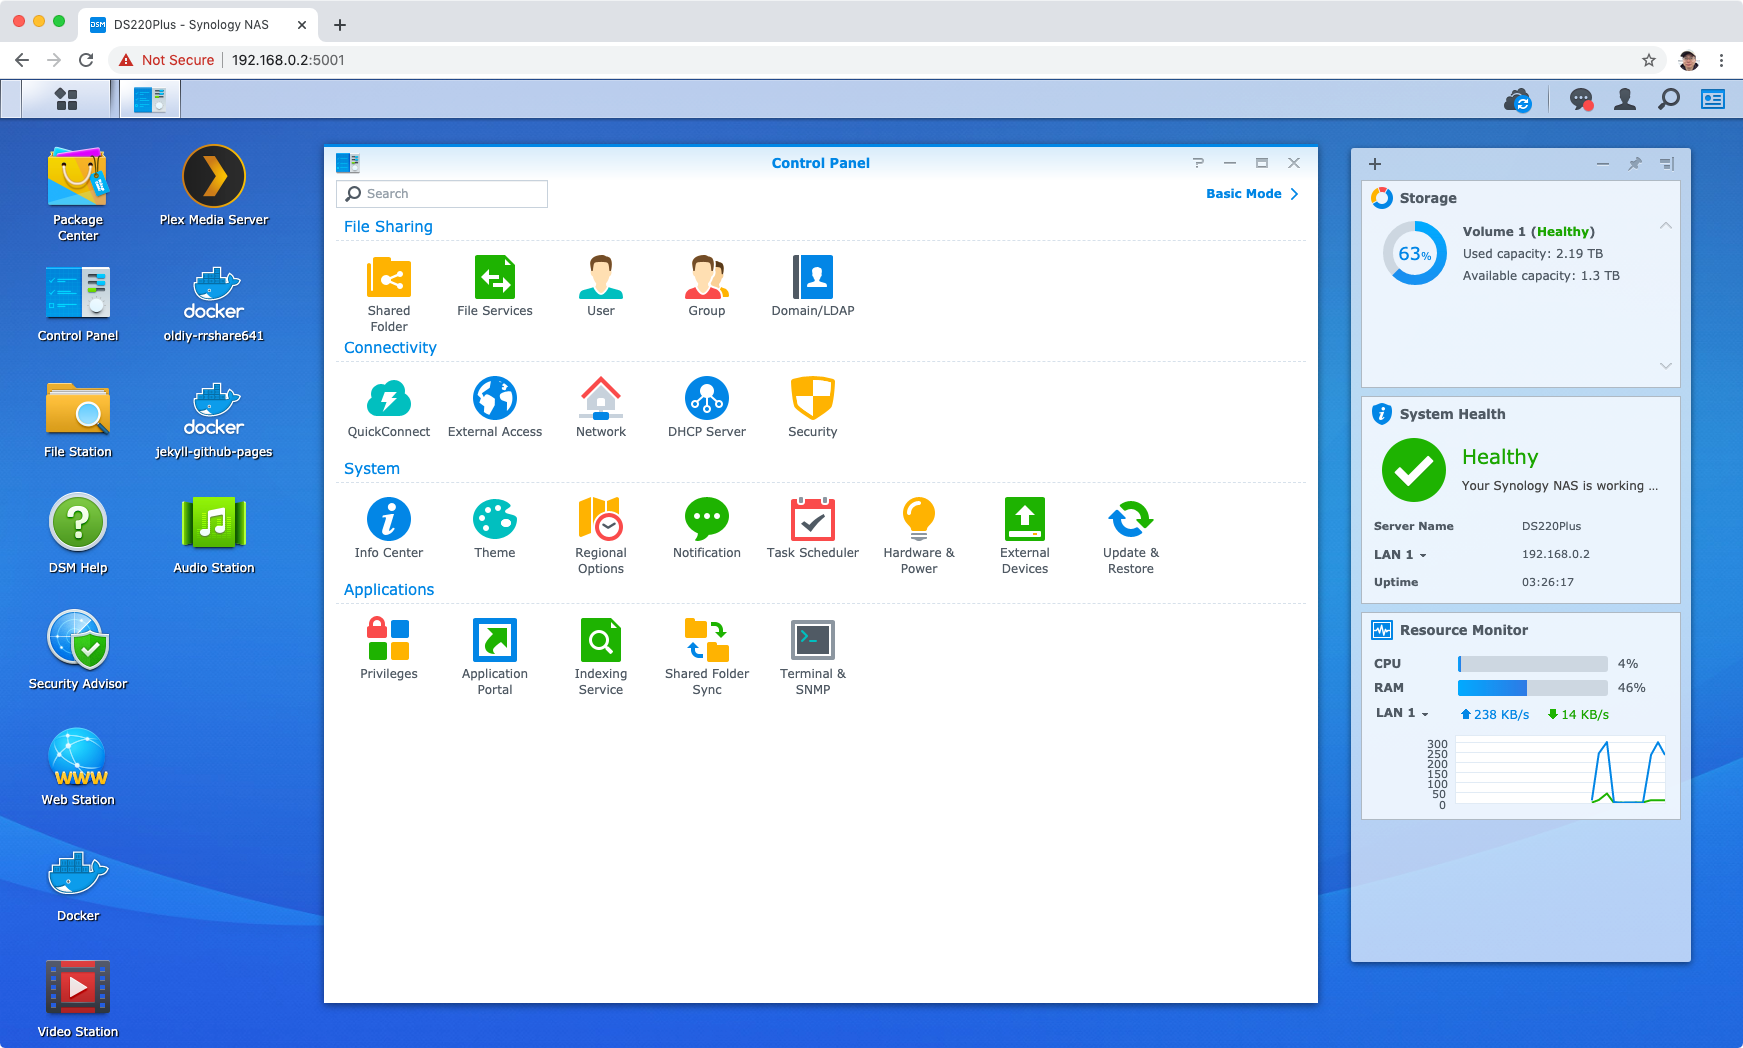 DSM
DS220Plus - Synology NAS
Not Secure
192.168.0.2:5001
Package
Center
Plex Media Server
Control Panel
docker
oldiy-rrshare641
File Station
docker
jekyll-github-pages
DSM Help
Audio Station
Security Advisor
WWW
Web Station
Docker
Video Station
Control Panel
Search
Basic Mode
File Sharing
Shared
Folder
File Services
User
Group
Domain/LDAP
Connectivity
QuickConnect
External Access
Network
DHCP Server
Security
System
Info Center
Theme
Regional
Options
Notification
Task Scheduler
Hardware &
Power
External
Devices
Update &
Restore
Applications
Privileges
Application
Portal
Indexing
Service
Shared Folder
Sync
Terminal &
SNMP
Storage
63%
Volume 1 (Healthy)
Used capacity: 2.19 TB
Available capacity: 1.3 TB
System Health
Healthy
Your Synology NAS is working ...
Server Name DS220Plus
LAN 1 192.168.0.2
Uptime 03:26:17
Resource Monitor
CPU 4%
RAM 46%
LAN 1 238 KB/s 14 KB/s
300
250
200
150
100
50
0